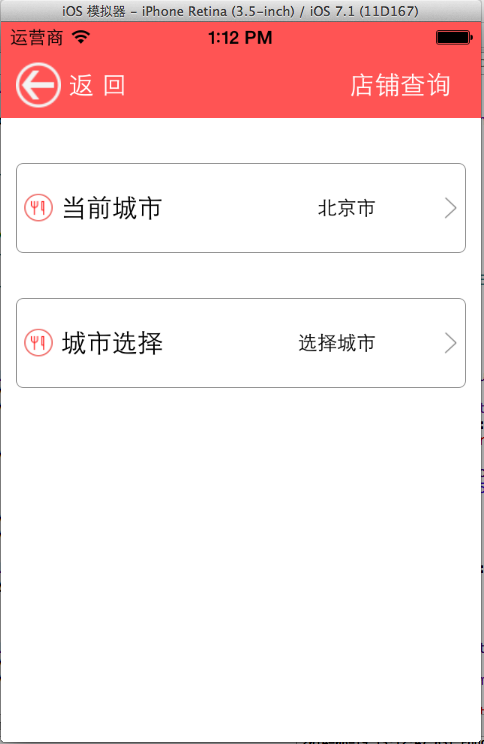 iOS 模拟器 - iPhone Retina (3.5-inch) / iOS 7.1 (11D167)
运营商 1:12 PM
返 回 店铺查询
当前城市 北京市
城市选择 选择城市